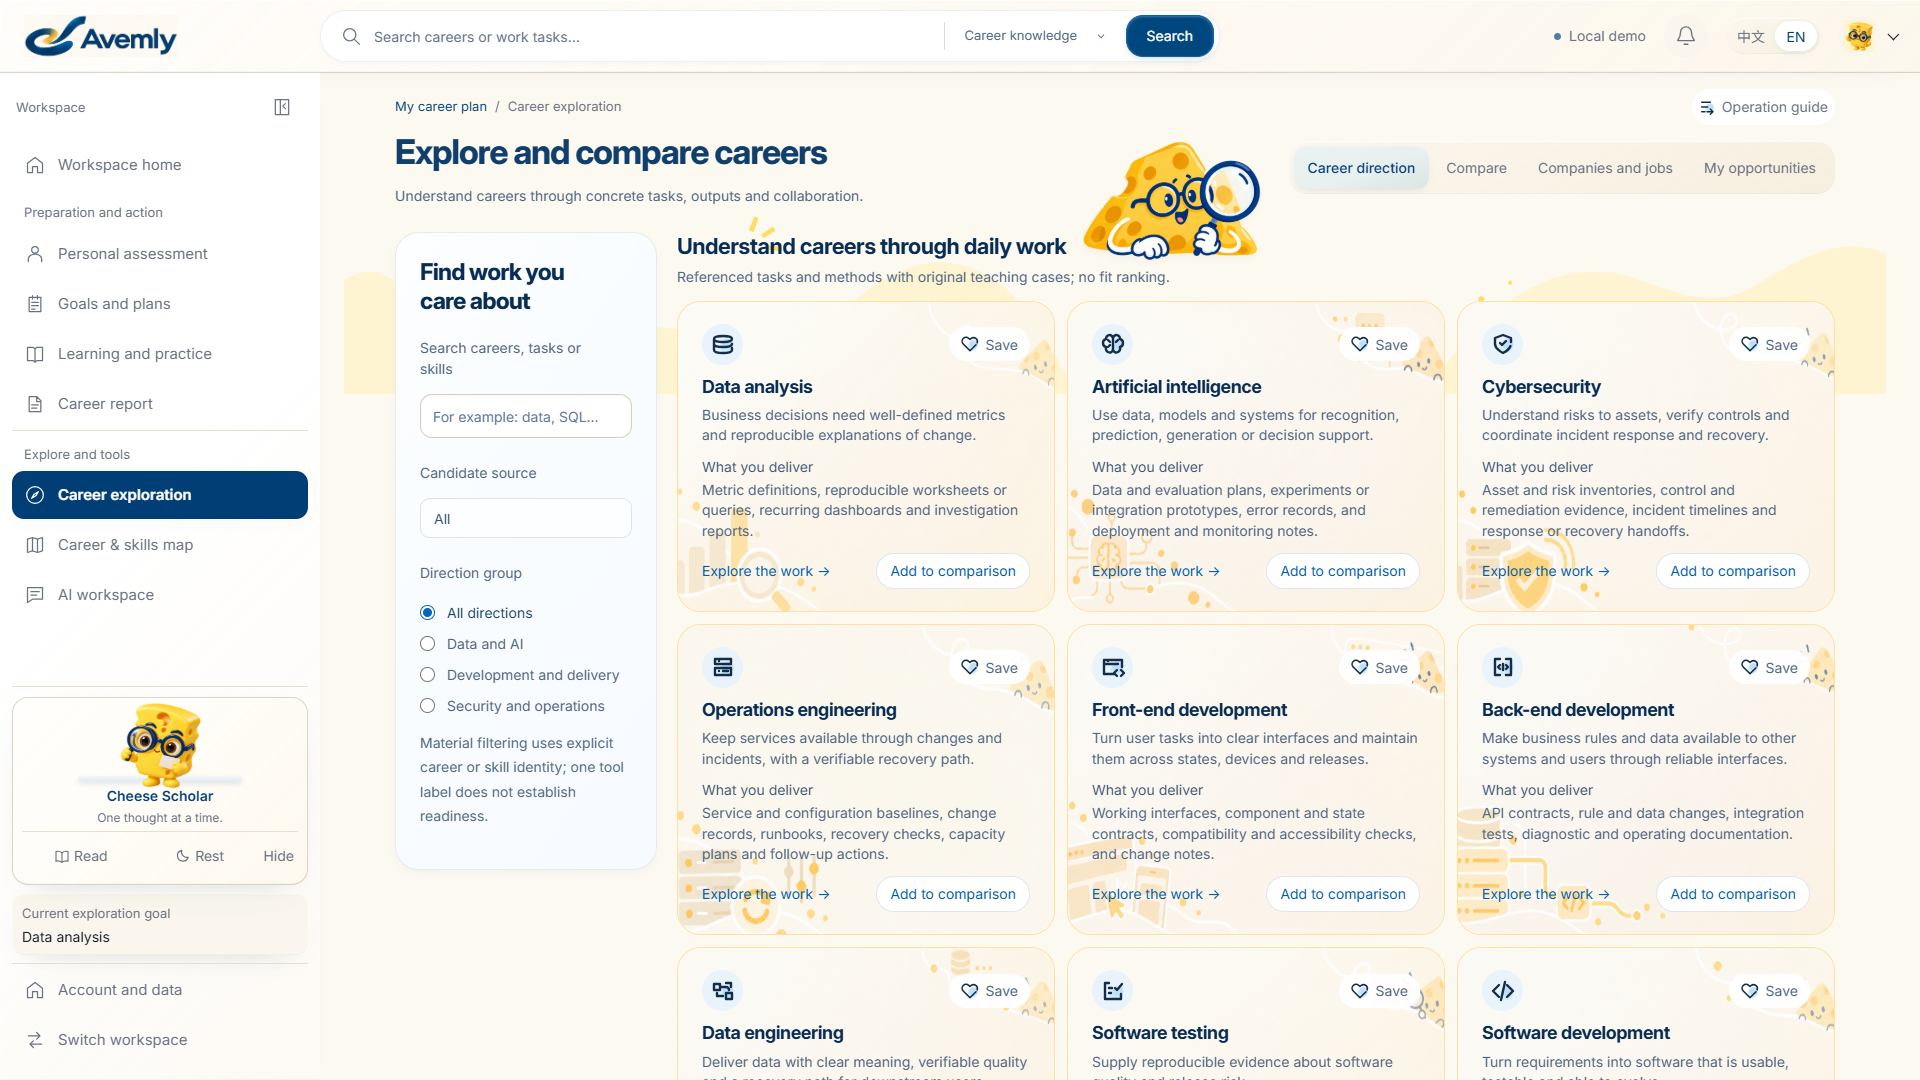 Avemly
Search careers or work tasks...
Career knowledge
Search
Local demo
中文
EN
Workspace
Workspace home
Preparation and action
Personal assessment
Goals and plans
Learning and practice
Career report
Explore and tools
Career exploration
Career & skills map
AI workspace
Cheese Scholar
One thought at a time.
Read
Rest
Hide
Current exploration goal
Data analysis
Account and data
Switch workspace
My career plan / Career exploration
Operation guide
Explore and compare careers
Understand careers through concrete tasks, outputs and collaboration.
Career direction
Compare
Companies and jobs
My opportunities
Find work you
care about
Search careers, tasks or
skills
For example: data, SQL...
Candidate source
All
Direction group
All directions
Data and AI
Development and delivery
Security and operations
Material filtering uses explicit
career or skill identity; one tool
label does not establish
readiness.
Understand careers through daily work
Referenced tasks and methods with original teaching cases; no fit ranking.
Save
Data analysis
Business decisions need well-defined metrics
and reproducible explanations of change.
What you deliver
Metric definitions, reproducible worksheets or
queries, recurring dashboards and investigation
reports.
Explore the work →
Add to comparison
Save
Artificial intelligence
Use data, models and systems for recognition,
prediction, generation or decision support.
What you deliver
Data and evaluation plans, experiments or
integration prototypes, error records, and
deployment and monitoring notes.
Explore the work →
Add to comparison
Save
Cybersecurity
Understand risks to assets, verify controls and
coordinate incident response and recovery.
What you deliver
Asset and risk inventories, control and
remediation evidence, incident timelines and
response or recovery handoffs.
Explore the work →
Add to comparison
Save
Operations engineering
Keep services available through changes and
incidents, with a verifiable recovery path.
What you deliver
Service and configuration baselines, change
records, runbooks, recovery checks, capacity
plans and follow-up actions.
Explore the work →
Add to comparison
Save
Front-end development
Turn user tasks into clear interfaces and maintain
them across states, devices and releases.
What you deliver
Working interfaces, component and state
contracts, compatibility and accessibility checks,
and change notes.
Explore the work →
Add to comparison
Save
Back-end development
Make business rules and data available to other
systems and users through reliable interfaces.
What you deliver
API contracts, rule and data changes, integration
tests, diagnostic and operating documentation.
Explore the work →
Add to comparison
Save
Data engineering
Deliver data with clear meaning, verifiable quality
Save
Software testing
Supply reproducible evidence about software
Save
Software development
Turn requirements into software that is usable,